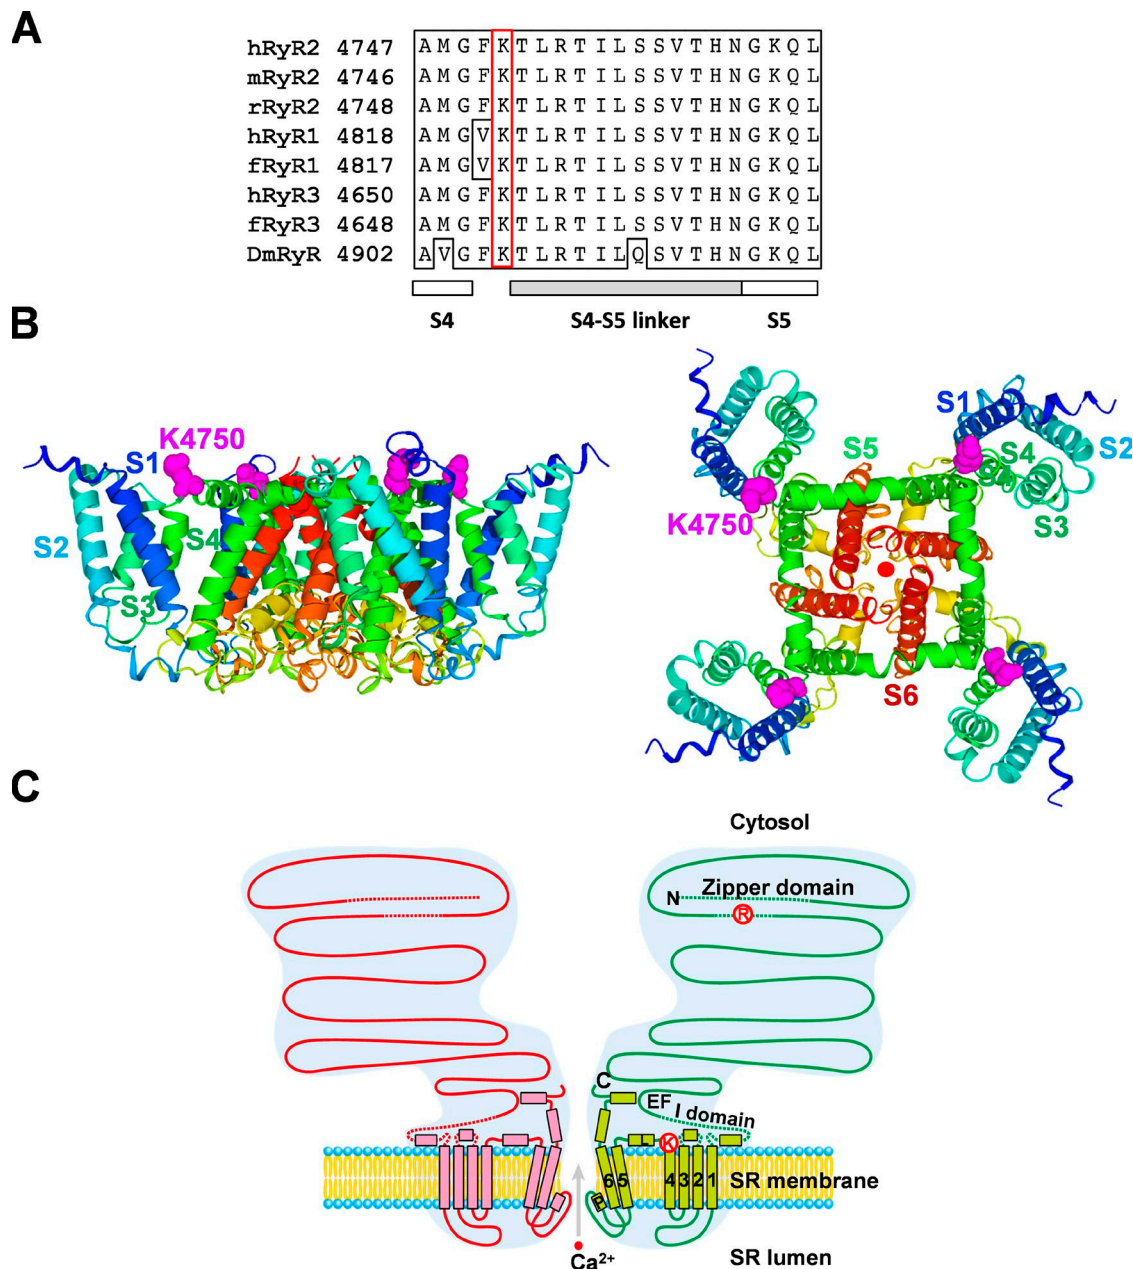 A
hRyR2 4747 A M G F K T L R T I L S S V T H N G K Q L
mRyR2 4746 A M G F K T L R T I L S S V T H N G K Q L
rRyR2 4748 A M G F K T L R T I L S S V T H N G K Q L
hRyR1 4818 A M G V K T L R T I L S S V T H N G K Q L
fRyR1 4817 A M G V K T L R T I L S S V T H N G K Q L
hRyR3 4650 A M G F K T L R T I L S S V T H N G K Q L
fRyR3 4648 A M G F K T L R T I L S S V T H N G K Q L
DmRyR 4902 A V G F K T L R T I L Q S V T H N G K Q L
S4 S4-S5 linker S5
B
K4750
S1
S2
S4
S3
S1
S5
S4
S2
K4750
S3
S6
C
Cytosol
N Zipper domain
R
C
EF
I domain
L
K
6 5 4 3 2 1
P
SR membrane
SR lumen
Ca2+